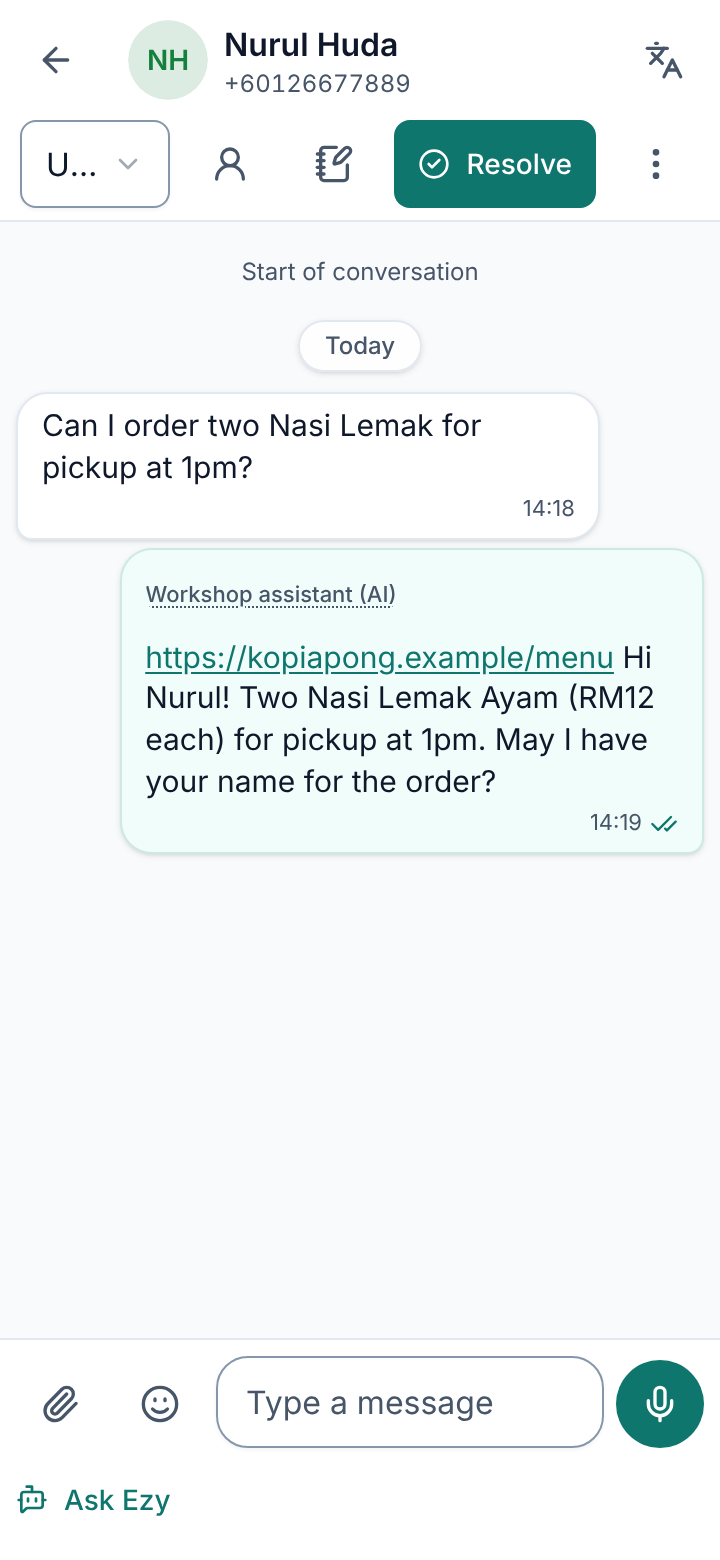 NH
Nurul Huda
+60126677889
U...
Resolve
Start of conversation
Today
Can I order two Nasi Lemak for
pickup at 1pm?
14:18
Workshop assistant (AI)
https://kopiapong.example/menu Hi
Nurul! Two Nasi Lemak Ayam (RM12
each) for pickup at 1pm. May I have
your name for the order?
14:19
Type a message
Ask Ezy